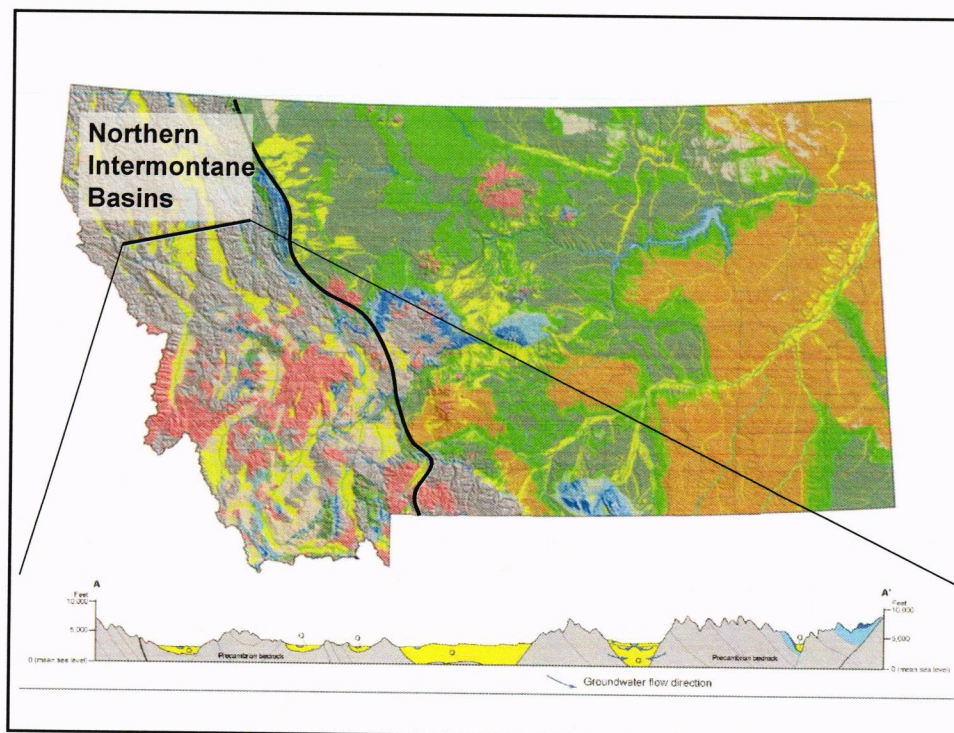 Northern
Intermontane
Basins
A
A'
Feet
Feet
10,000
10,000
5,000
5,000
0 (mean sea level)
0 (mean sea level)
Q
Q
Q
Q
Q
Precambrian bedrock
Precambrian bedrock
Groundwater flow direction